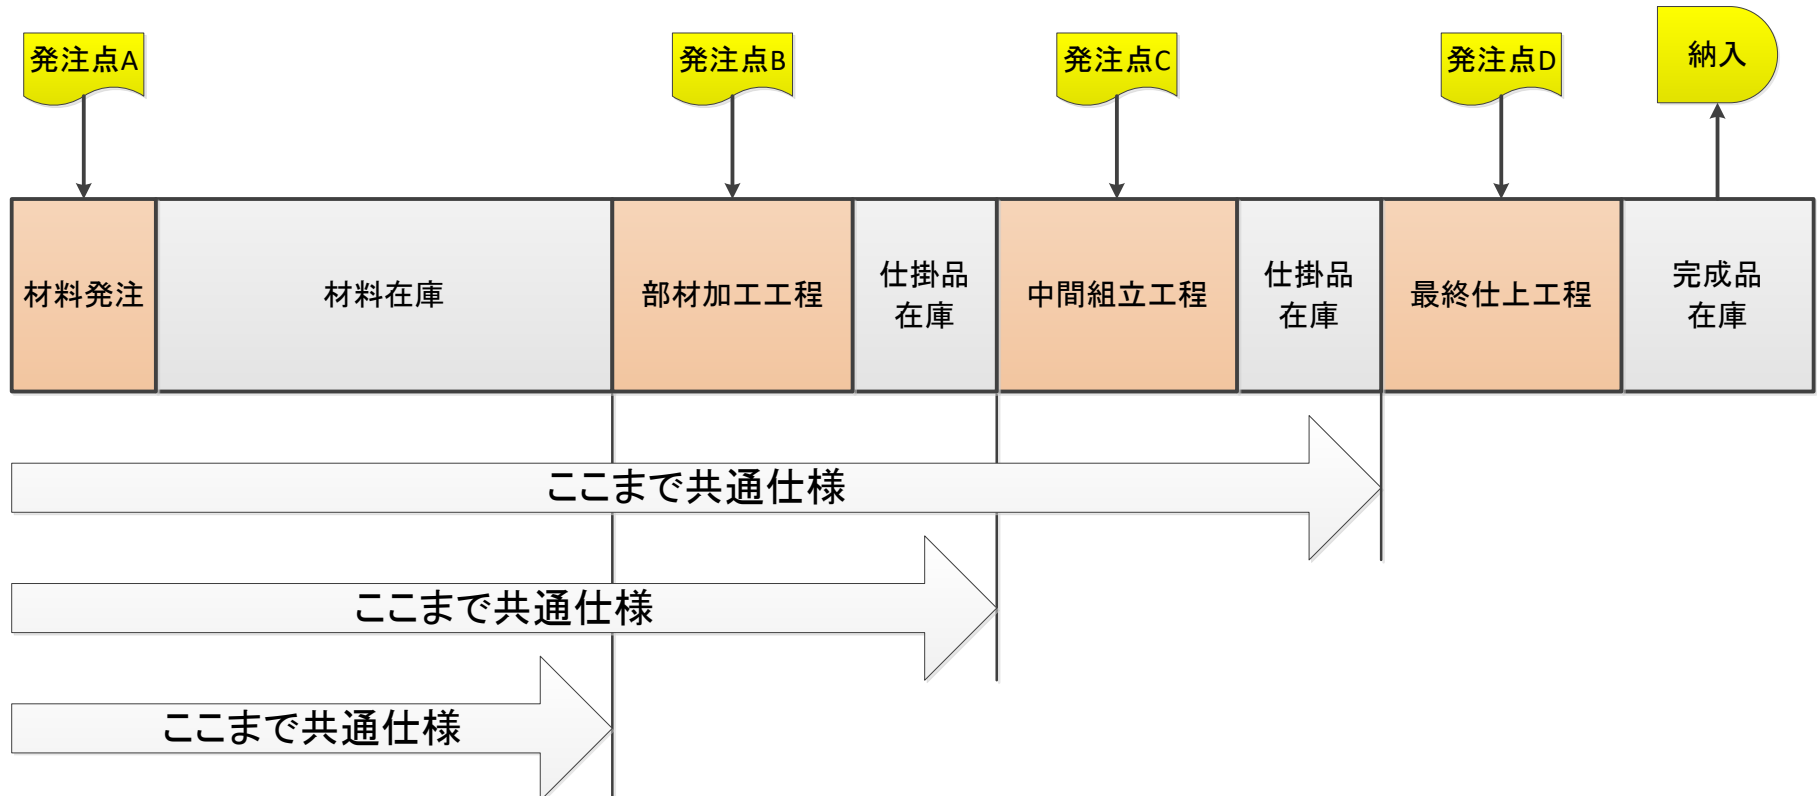 発注点A
発注点B
発注点C
発注点D
納入
材料発注
材料在庫
部材加工工程
仕掛品
在庫
中間組立工程
仕掛品
在庫
最終仕上工程
完成品
在庫
ここまで共通仕様
ここまで共通仕様
ここまで共通仕様